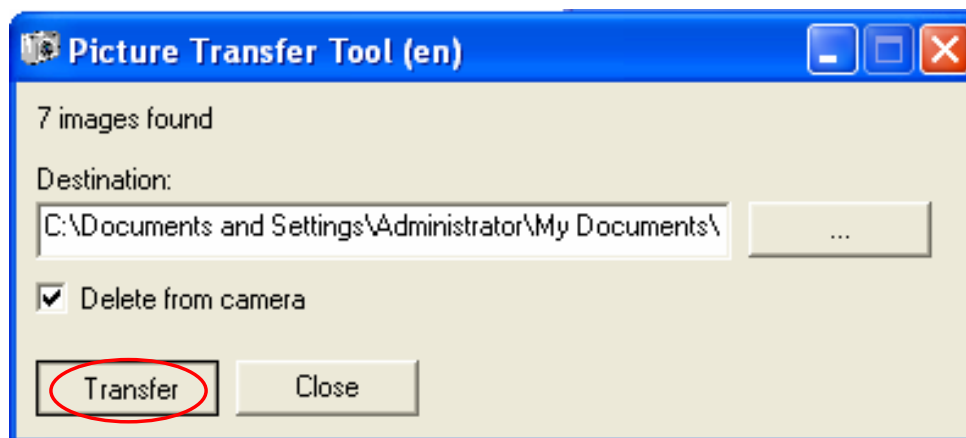 Picture Transfer Tool (en)
7 images found
Destination:
C:\Documents and Settings\Administrator\My Documents\
...
Delete from camera
Transfer
Close